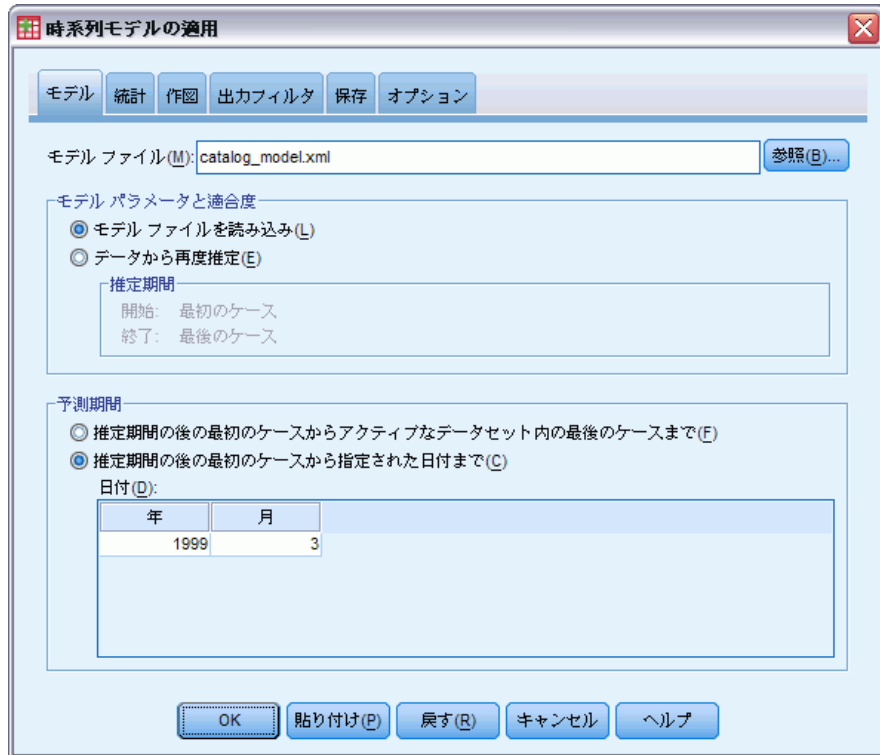 時系列モデルの適用
モデル 統計 作図 出力フィルタ 保存 オプション
モデル ファイル(M): catalog_model.xml 参照(B)...
モデル パラメータと適合度
モデル ファイルを読み込み(L)
データから再度推定(E)
推定期間
開始: 最初のケース
終了: 最後のケース
予測期間
推定期間の後の最初のケースからアクティブなデータセット内の最後のケースまで(F)
推定期間の後の最初のケースから指定された日付まで(C)
日付(D):
年 月
1999 3
OK 貼り付け(P) 戻す(R) キャンセル ヘルプ